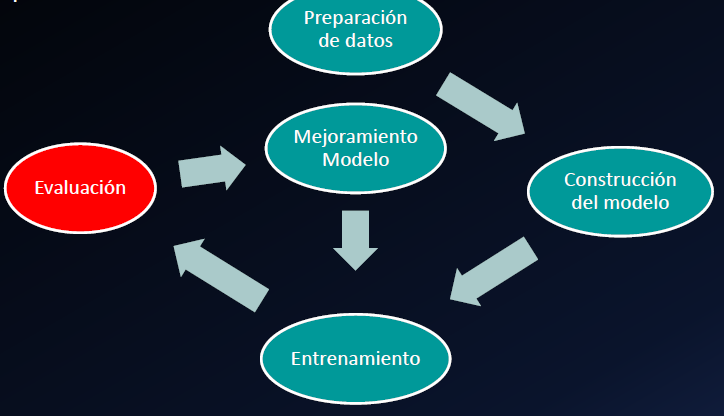 Preparación
de datos
Mejoramiento
Modelo
Evaluación
Construcción
del modelo
Entrenamiento